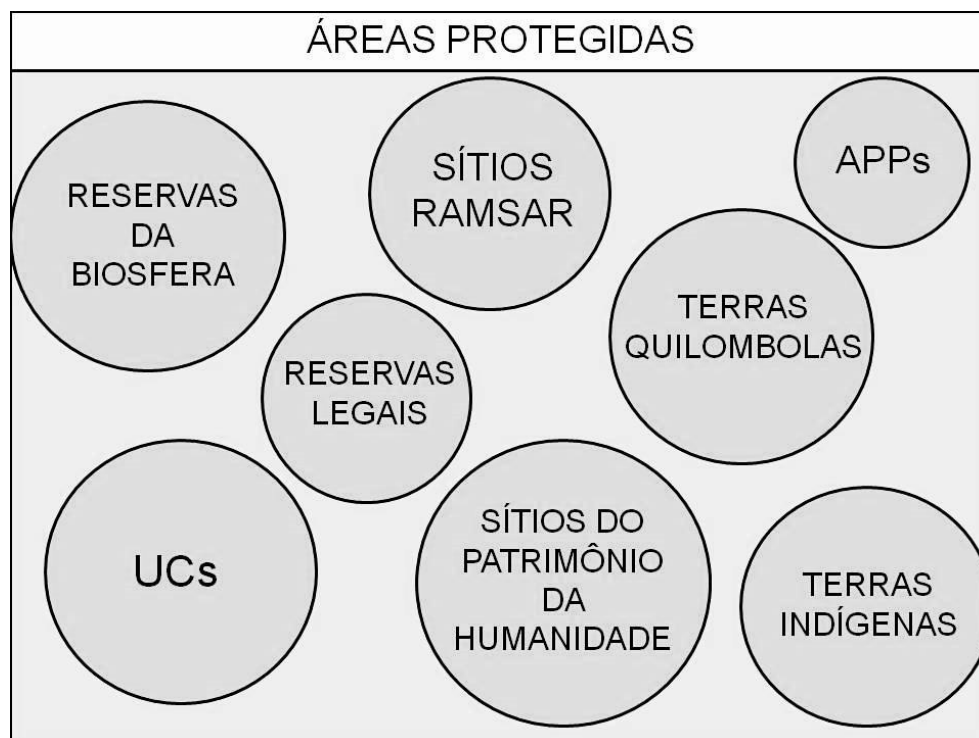 ÁREAS PROTEGIDAS
RESERVAS
DA
BIOSFERA
SÍTIOS
RAMSAR
APPs
TERRAS
QUILOMBOLAS
RESERVAS
LEGAIS
UCs
SÍTIOS DO
PATRIMÔNIO
DA
HUMANIDADE
TERRAS
INDÍGENAS